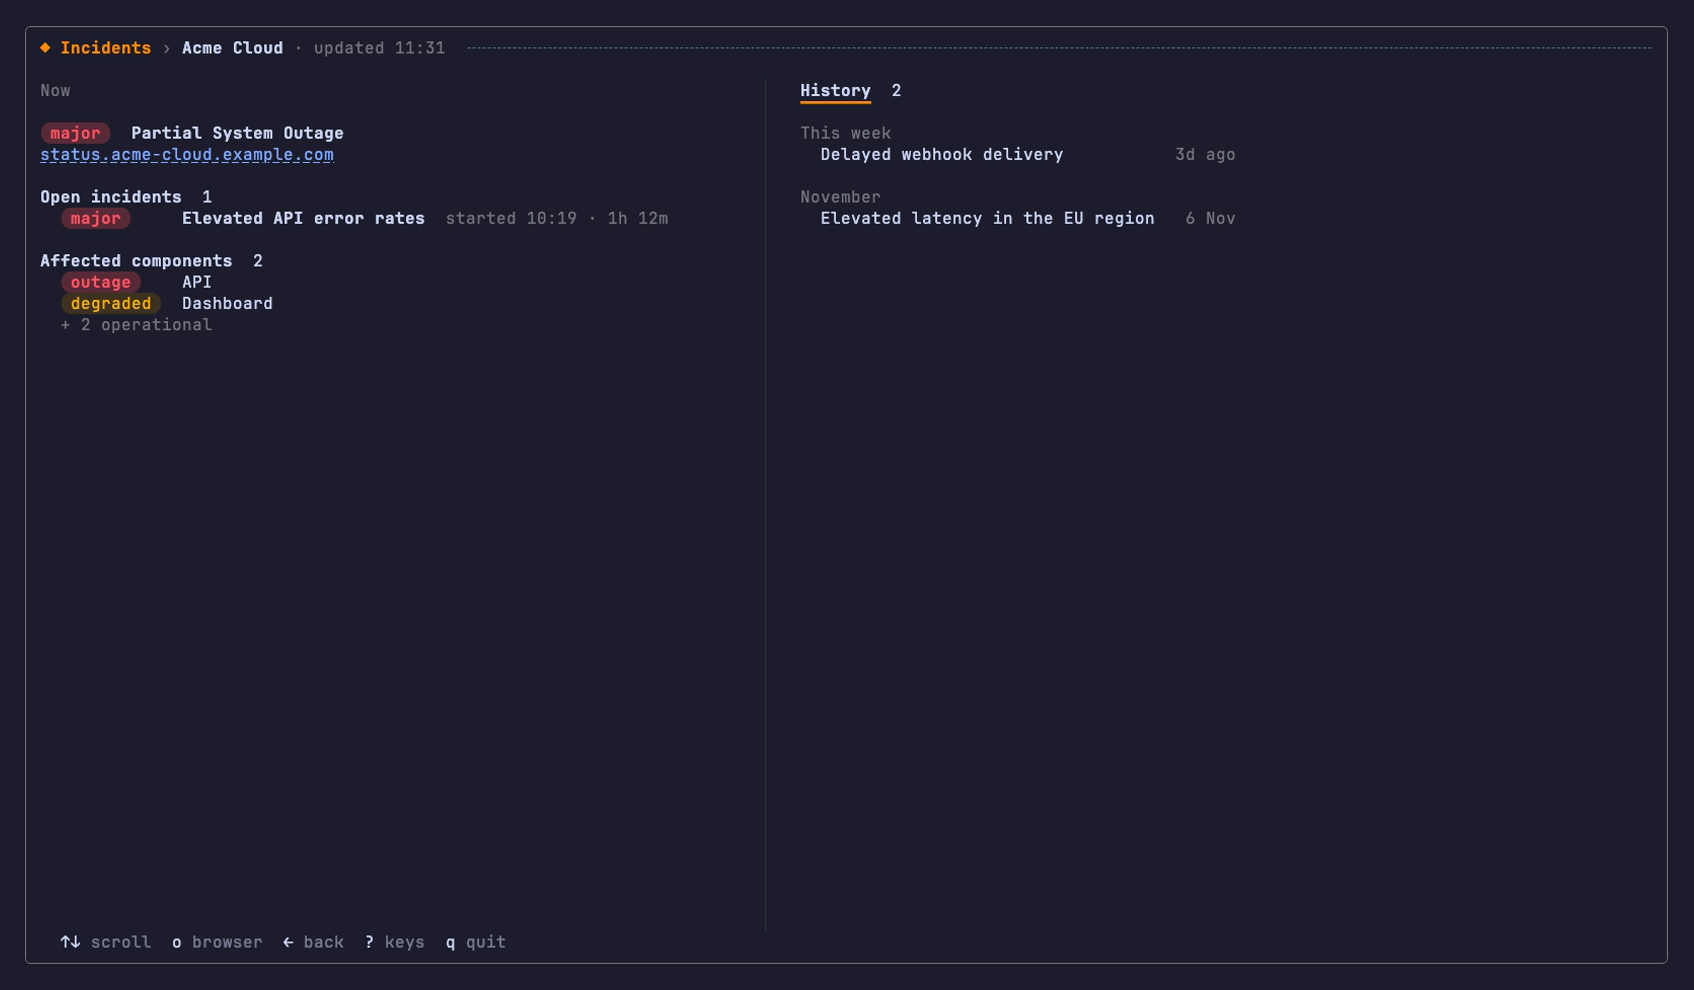 ◆ Incidents › Acme Cloud · updated 11:31
Now
major Partial System Outage
status.acme-cloud.example.com
Open incidents 1
major Elevated API error rates started 10:19 · 1h 12m
Affected components 2
outage API
degraded Dashboard
+ 2 operational
History 2
This week
Delayed webhook delivery 3d ago
November
Elevated latency in the EU region 6 Nov
↑↓ scroll o browser ← back ? keys q quit